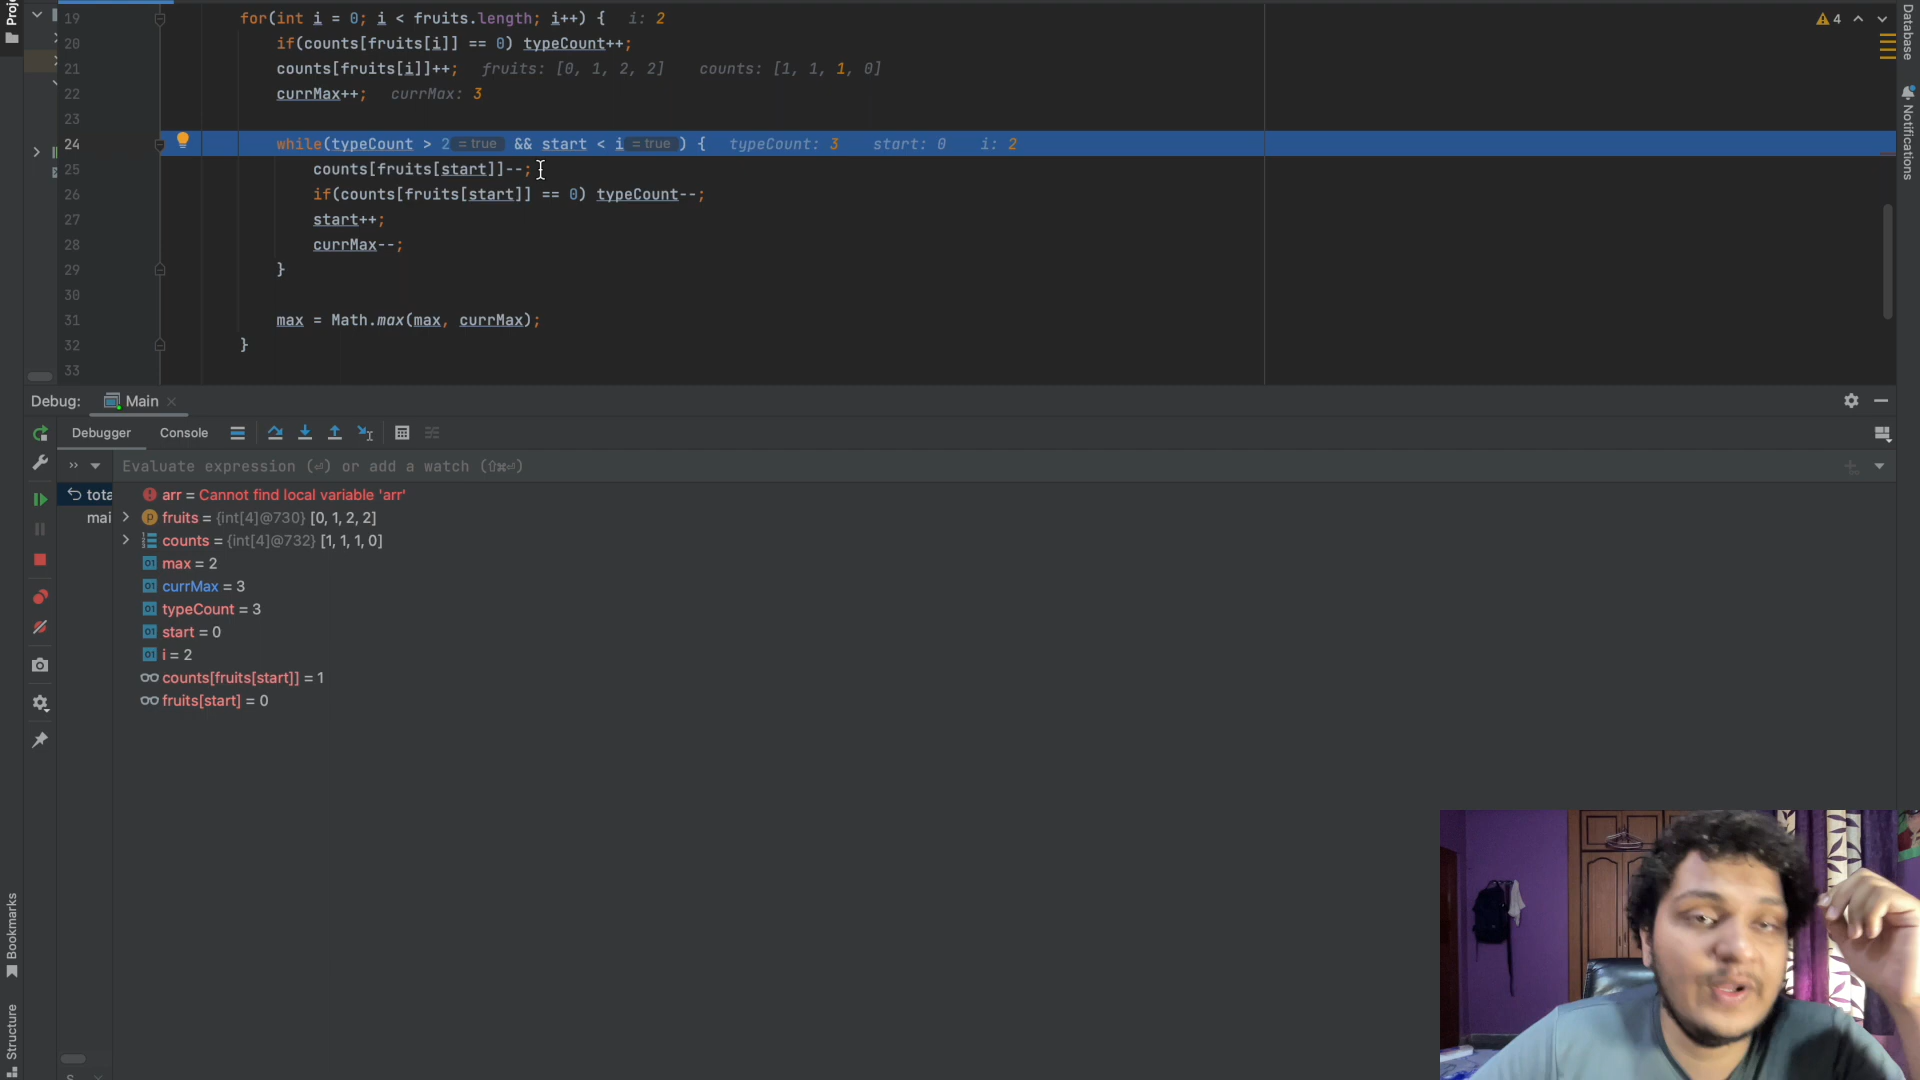 Proje
19 for(int i = 0; i < fruits.length; i++) { i: 2
20 if(counts[fruits[i]] == 0) typeCount++;
21 counts[fruits[i]]++; fruits: [0, 1, 2, 2] counts: [1, 1, 1, 0]
22 currMax++; currMax: 3
23
24 while(typeCount > 2 = true && start < i = true ) { typeCount: 3 start: 0 i: 2
25 counts[fruits[start]]--;
26 if(counts[fruits[start]] == 0) typeCount--;
27 start++;
28 currMax--;
29 }
30
31 max = Math.max(max, currMax);
32 }
33
4
Database
Notifications
Debug: Main
Debugger Console
Evaluate expression (⏎) or add a watch (⇧⌘⏎)
tota
mai
arr = Cannot find local variable 'arr'
fruits = {int[4]@730} [0, 1, 2, 2]
counts = {int[4]@732} [1, 1, 1, 0]
max = 2
currMax = 3
typeCount = 3
start = 0
i = 2
counts[fruits[start]] = 1
fruits[start] = 0
Bookmarks
Structure